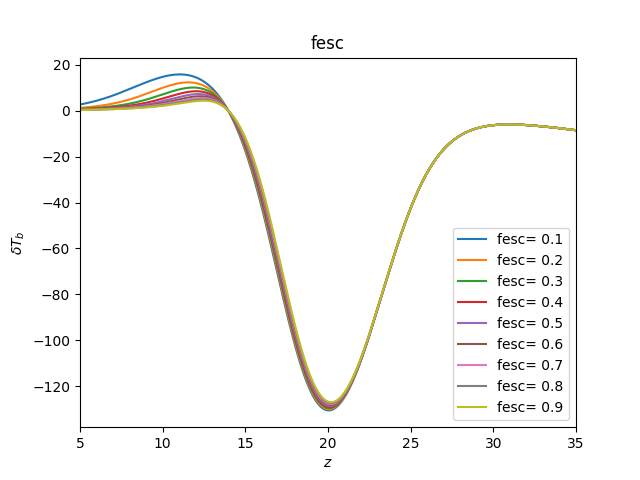 fesc
20
0
−20
−40
−60
−80
−100
−120
δT_b
5
10
15
20
25
30
35
z
fesc= 0.1
fesc= 0.2
fesc= 0.3
fesc= 0.4
fesc= 0.5
fesc= 0.6
fesc= 0.7
fesc= 0.8
fesc= 0.9